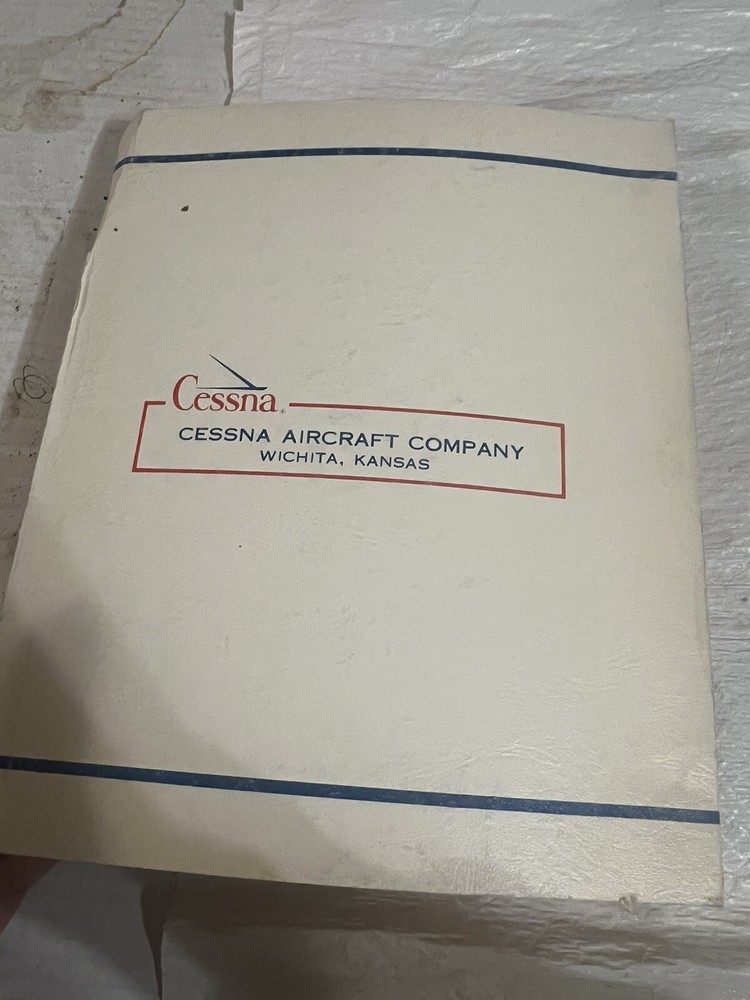 Cessna®
CESSNA AIRCRAFT COMPANY
WICHITA, KANSAS